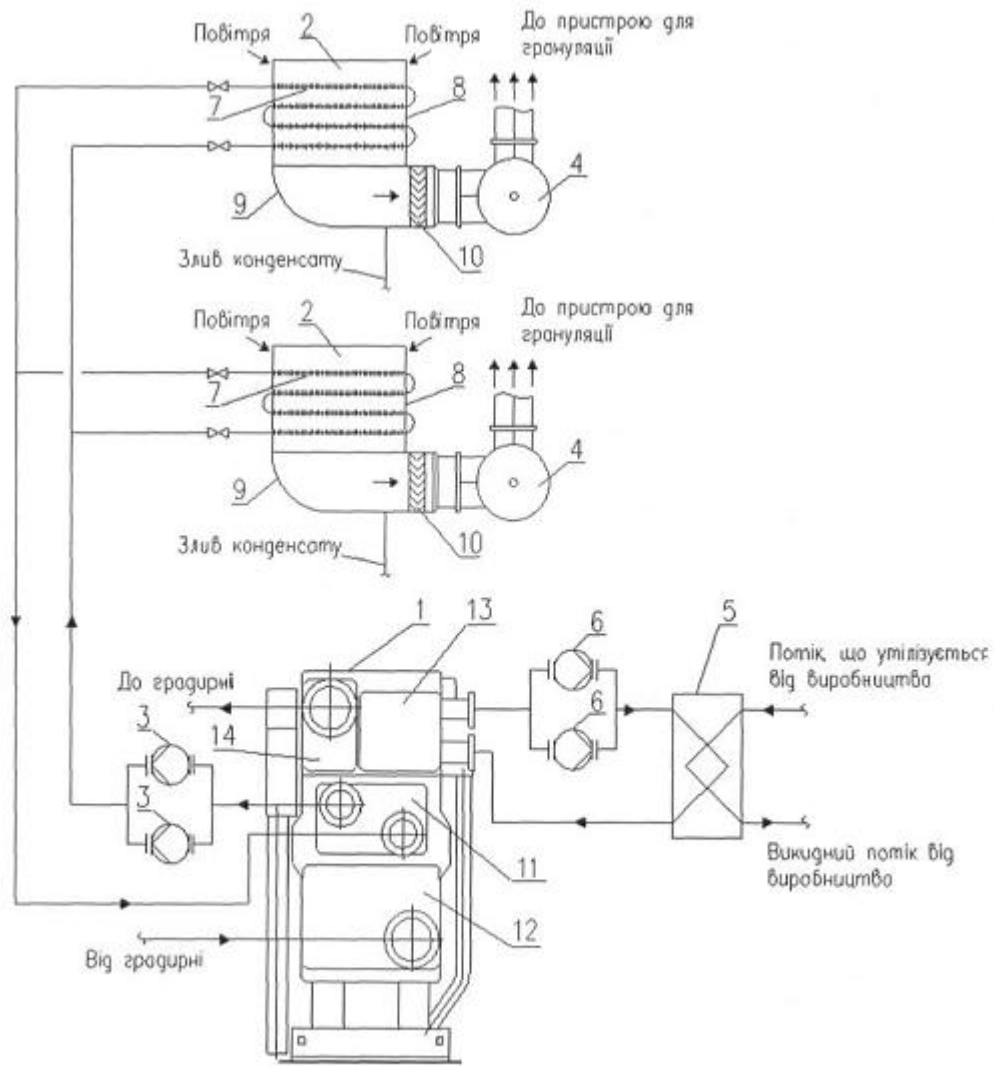 Повітря 2 Повітря
До пристрою для
грануляції
7
8
4
9
10
Злив конденсату
Повітря 2 Повітря
До пристрою для
грануляції
7
8
4
9
10
Злив конденсату
1
13
6
5
До градирні
Потік, що утилізується
від виробництва
3
14
6
3
11
Викидний потік від
виробництва
12
Від градирні